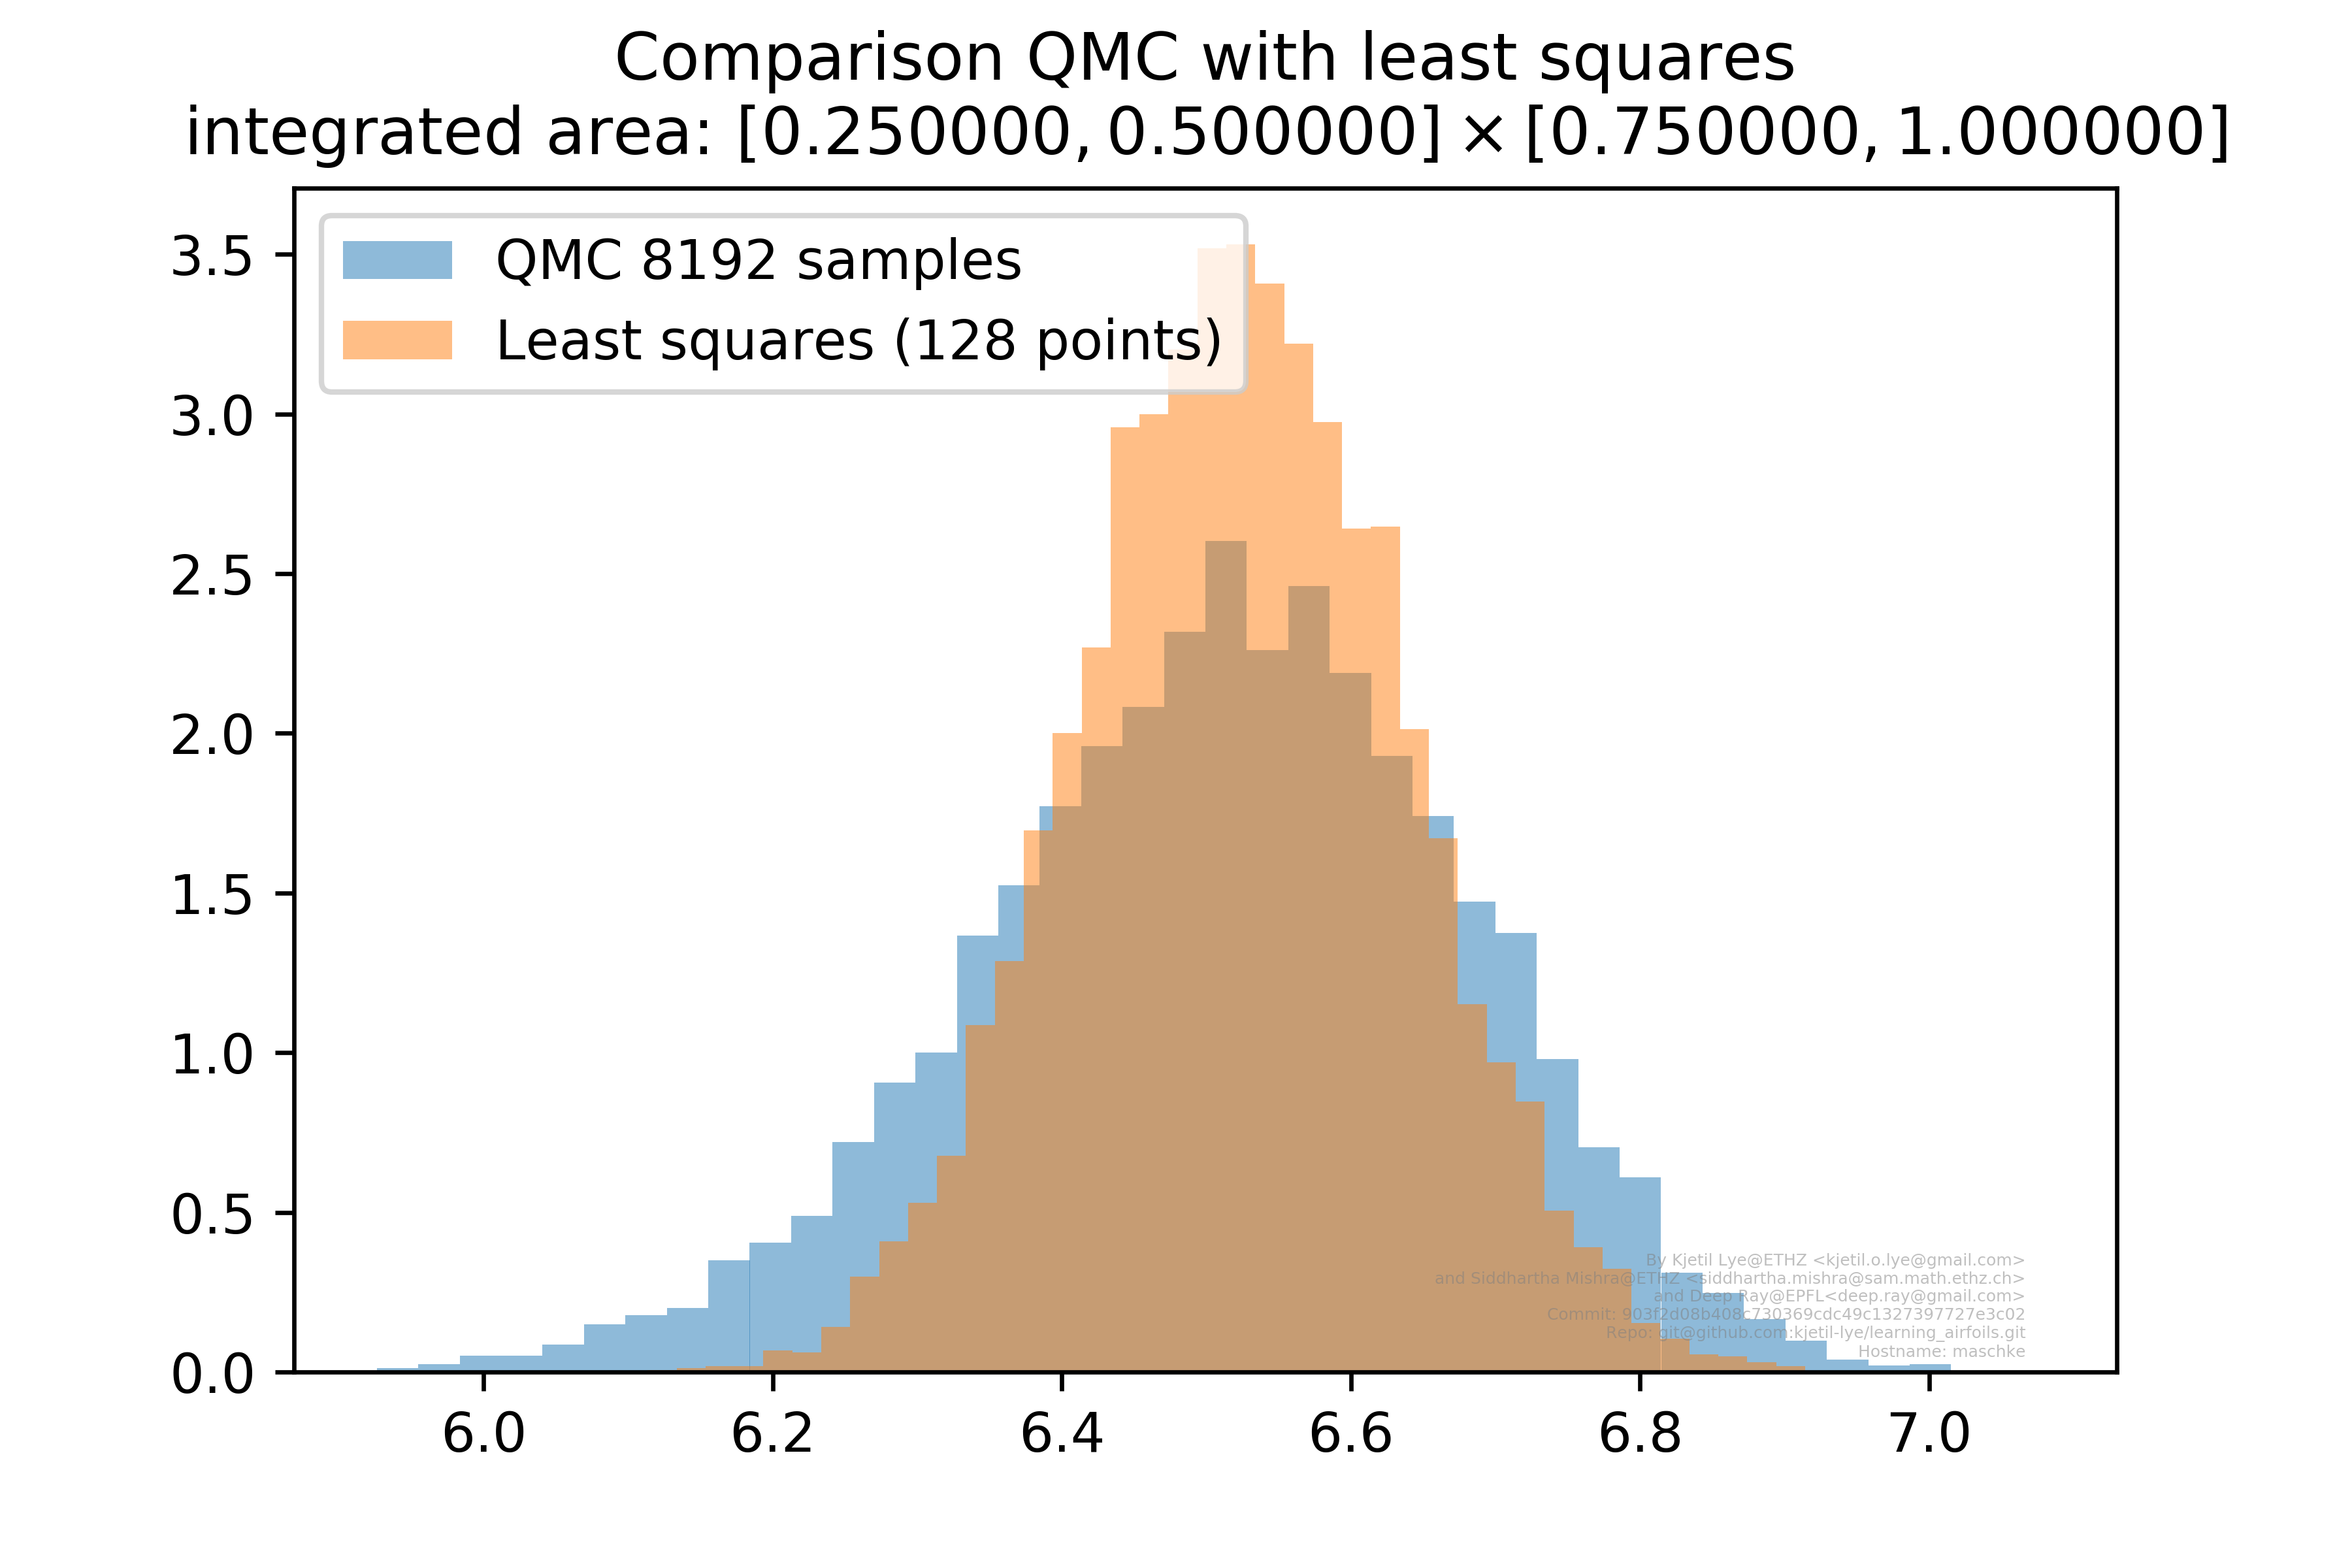 Comparison QMC with least squares
integrated area: [0.250000, 0.500000] × [0.750000, 1.000000]
QMC 8192 samples
Least squares (128 points)
3.5
3.0
2.5
2.0
1.5
1.0
0.5
0.0
6.0 6.2 6.4 6.6 6.8 7.0
By Kjetil Lye@ETHZ <kjetil.o.lye@gmail.com>
and Siddhartha Mishra@ETHZ <siddhartha.mishra@sam.math.ethz.ch>
and Deep Ray@EPFL<deep.ray@gmail.com>
Commit: 903f2d08b408c730369cdc49c1327397727e3c02
Repo: git@github.com:kjetil-lye/learning_airfoils.git
Hostname: maschke